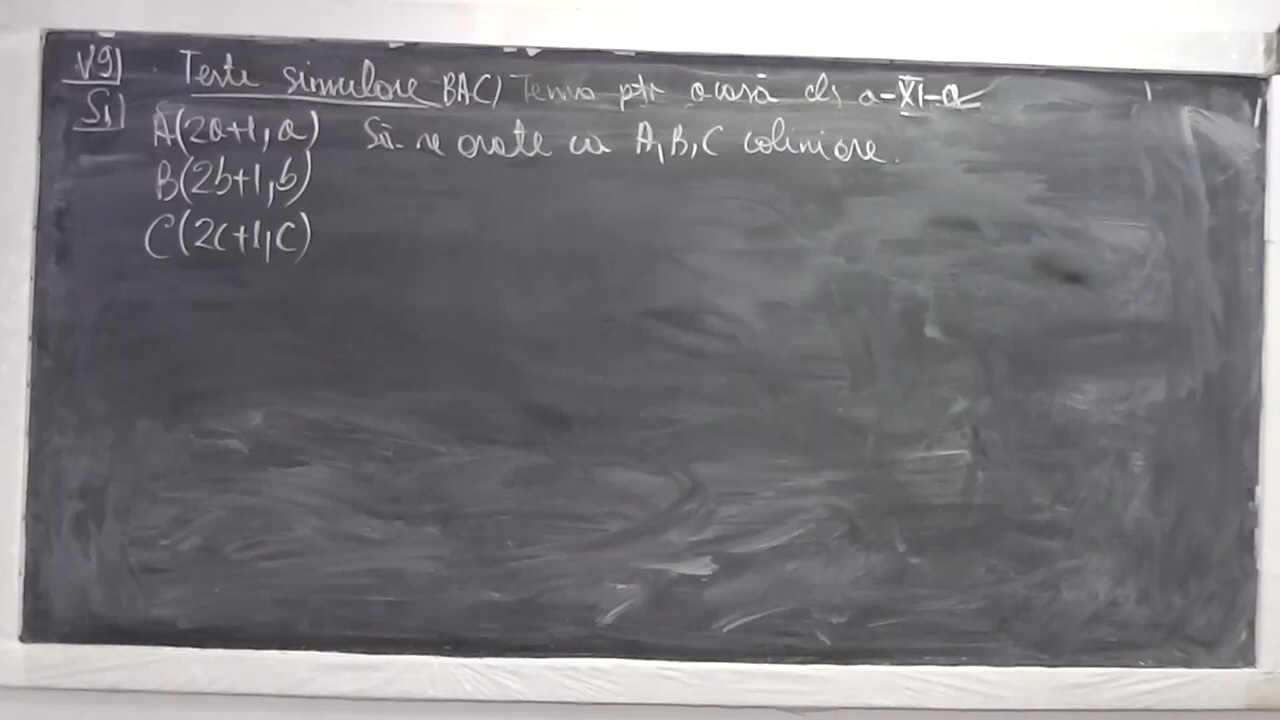 V9) Teste simulare BAC) Tema ptr acasă cls a-XI-a
S1) A(2a+1, a) Să se arate că A, B, C coliniare.
B(2b+1, b)
C(2c+1, c)